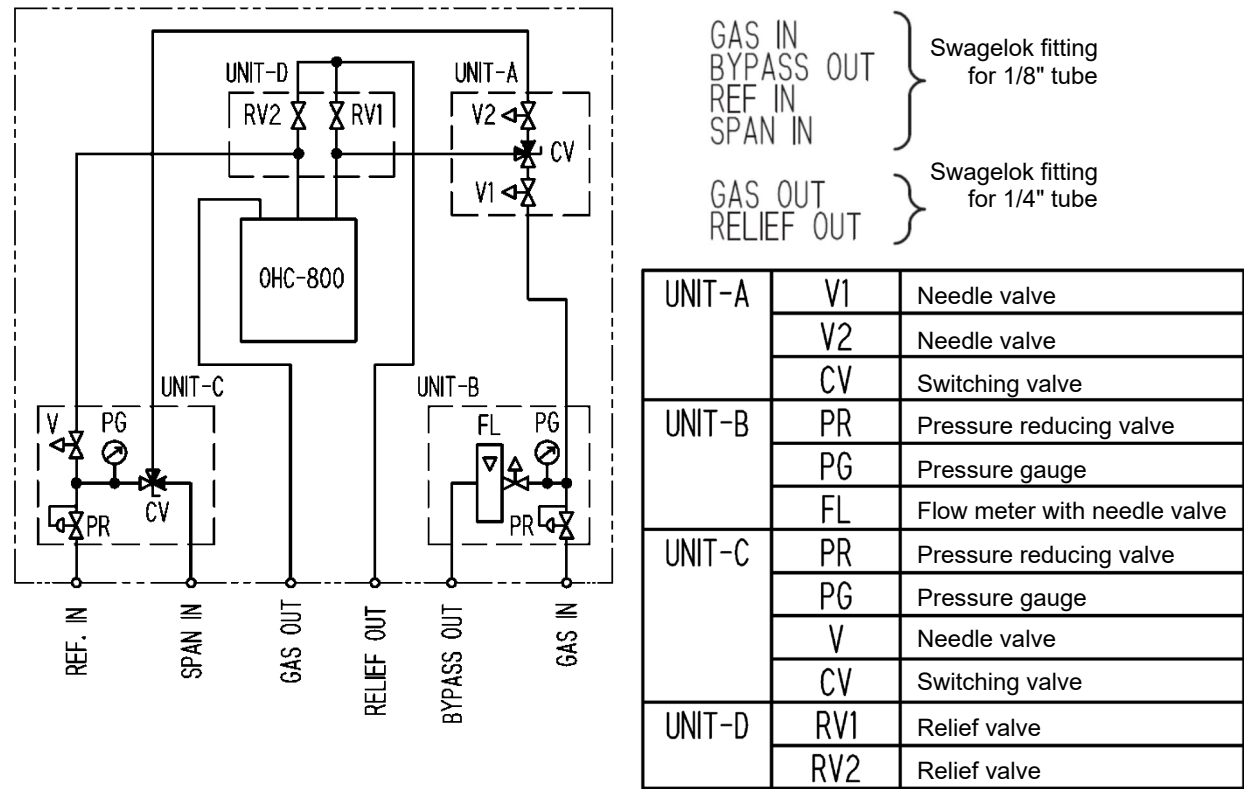 UNIT-D
UNIT-A
RV2
RV1
V2
CV
V1
OHC-800
UNIT-C
UNIT-B
V
PG
CV
PR
FL
PG
PR
REF. IN
SPAN IN
GAS OUT
RELIEF OUT
BYPASS OUT
GAS IN
GAS IN
BYPASS OUT
REF IN
SPAN IN
Swagelok fitting
for 1/8" tube
GAS OUT
RELIEF OUT
Swagelok fitting
for 1/4" tube
UNIT-A V1 Needle valve
V2 Needle valve
CV Switching valve
UNIT-B PR Pressure reducing valve
PG Pressure gauge
FL Flow meter with needle valve
UNIT-C PR Pressure reducing valve
PG Pressure gauge
V Needle valve
CV Switching valve
UNIT-D RV1 Relief valve
RV2 Relief valve